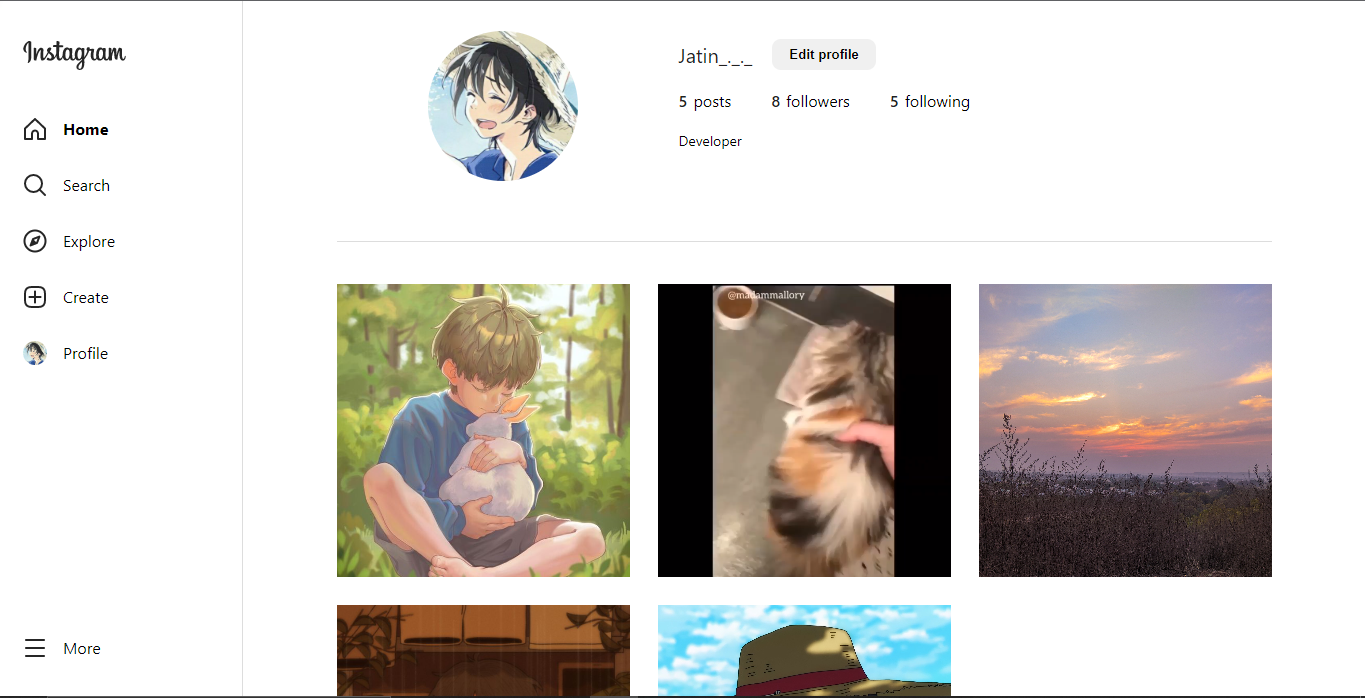 Instagram
Home
Search
Explore
Create
Profile
More
Jatin_._._ Edit profile
5 posts 8 followers 5 following
Developer
@madammallory